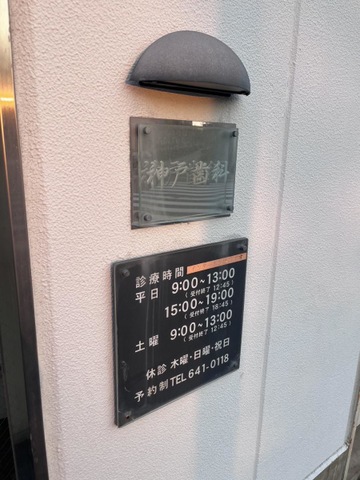 神戸歯科
診療時間
平日 9:00~13:00
(受付終了 12:45)
15:00~19:00
(受付終了 18:45)
土曜 9:00~13:00
(受付終了 12:45)
休診 木曜・日曜・祝日
予約制 TEL 641-0118